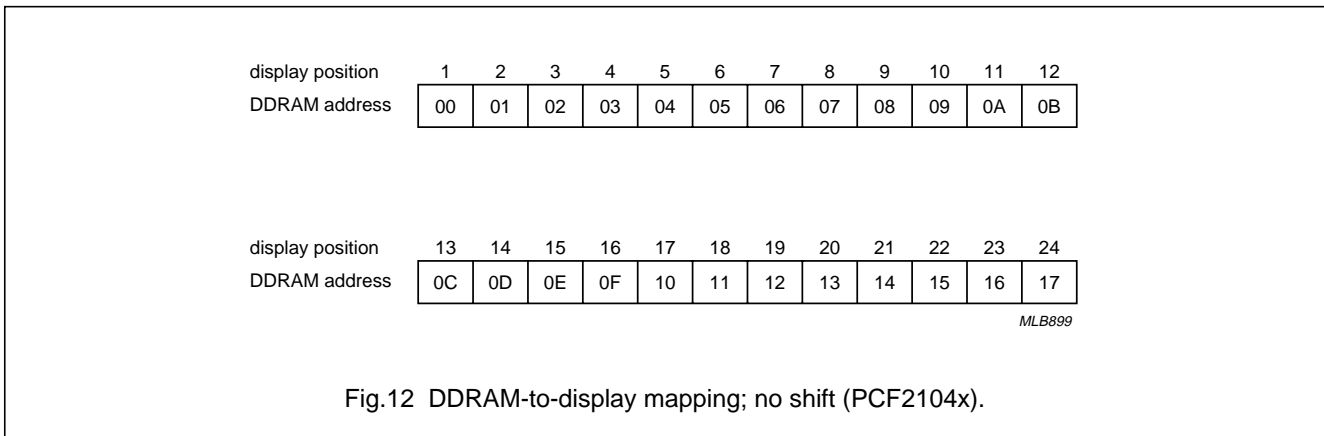 display position 1 2 3 4 5 6 7 8 9 10 11 12
DDRAM address 00 01 02 03 04 05 06 07 08 09 0A 0B
display position 13 14 15 16 17 18 19 20 21 22 23 24
DDRAM address 0C 0D 0E 0F 10 11 12 13 14 15 16 17
MLB899
Fig.12 DDRAM-to-display mapping; no shift (PCF2104x).